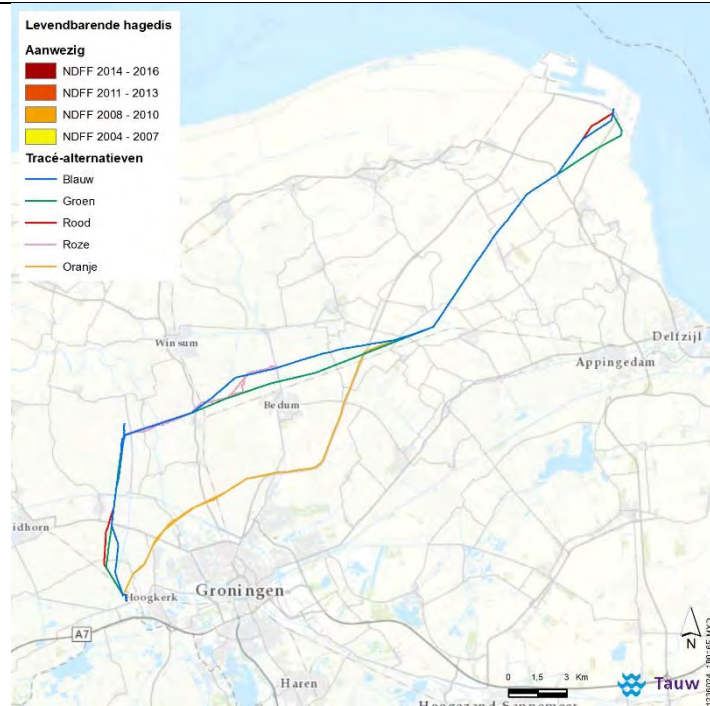 Levendbarende hagedis
Aanwezig
NDFF 2014 - 2016
NDFF 2011 - 2013
NDFF 2008 - 2010
NDFF 2004 - 2007
Tracé-alternatieven
Blauw
Groen
Rood
Roze
Oranje
Winsum
Delfzijl
Appingedam
Bedum
idhorn
Hoogkerk
Groningen
A7
Haren
N
0 1,5 3 Km
Tauw